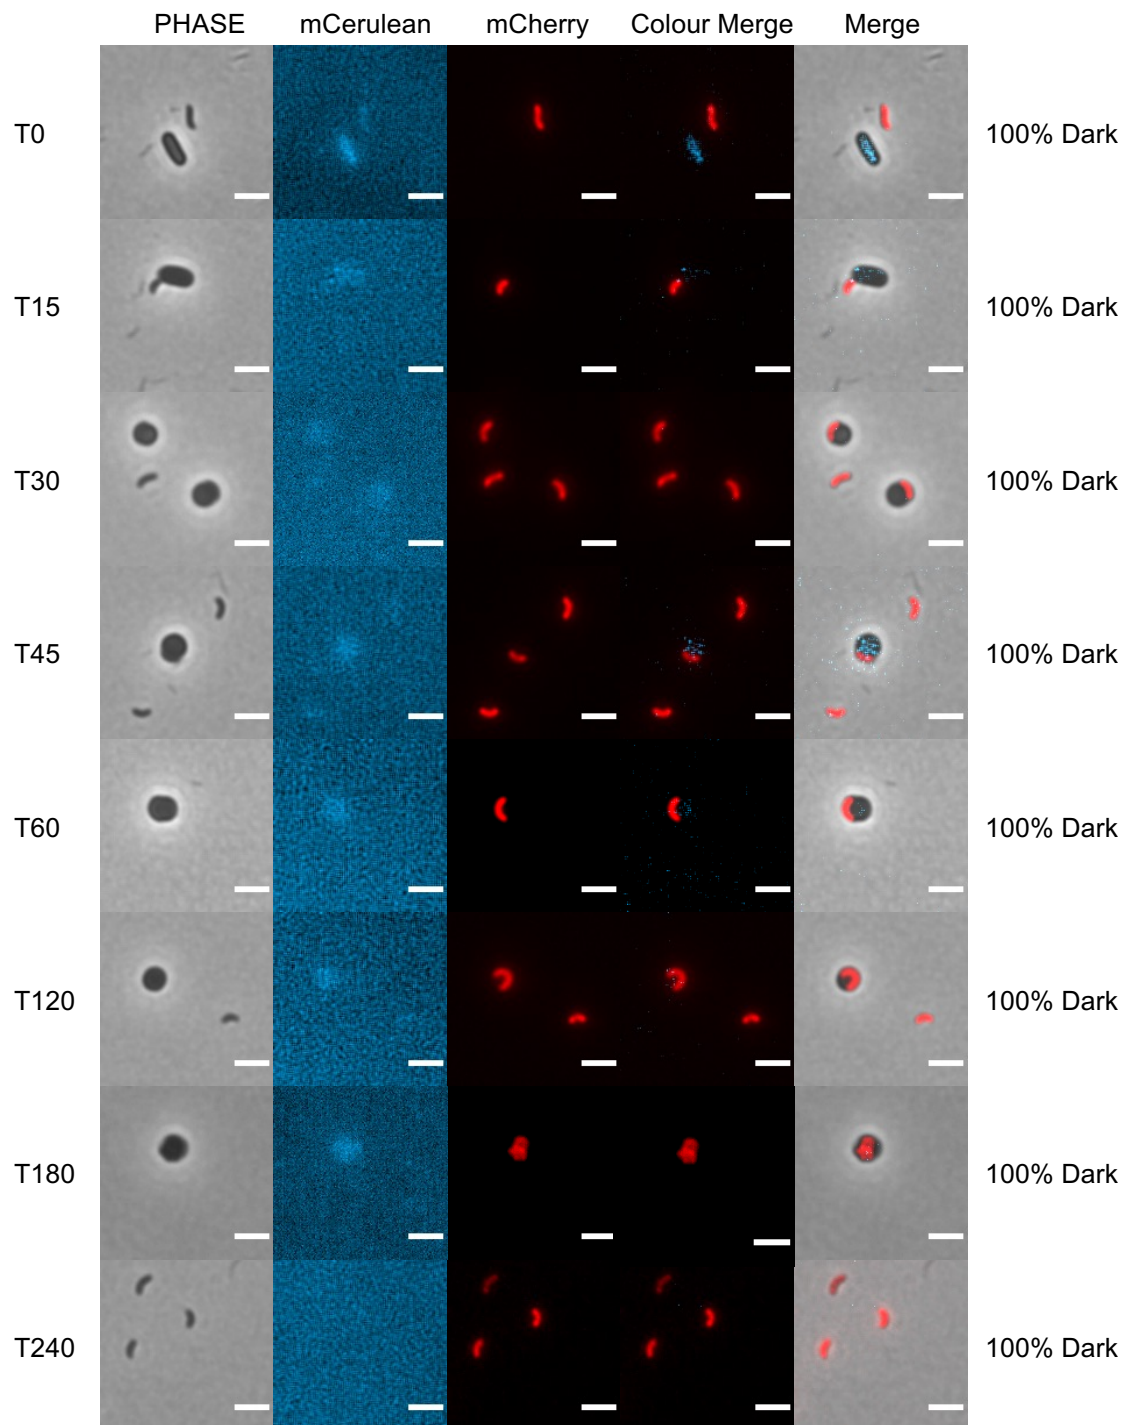 PHASE mCerulean mCherry Colour Merge Merge
T0 100% Dark
T15 100% Dark
T30 100% Dark
T45 100% Dark
T60 100% Dark
T120 100% Dark
T180 100% Dark
T240 100% Dark